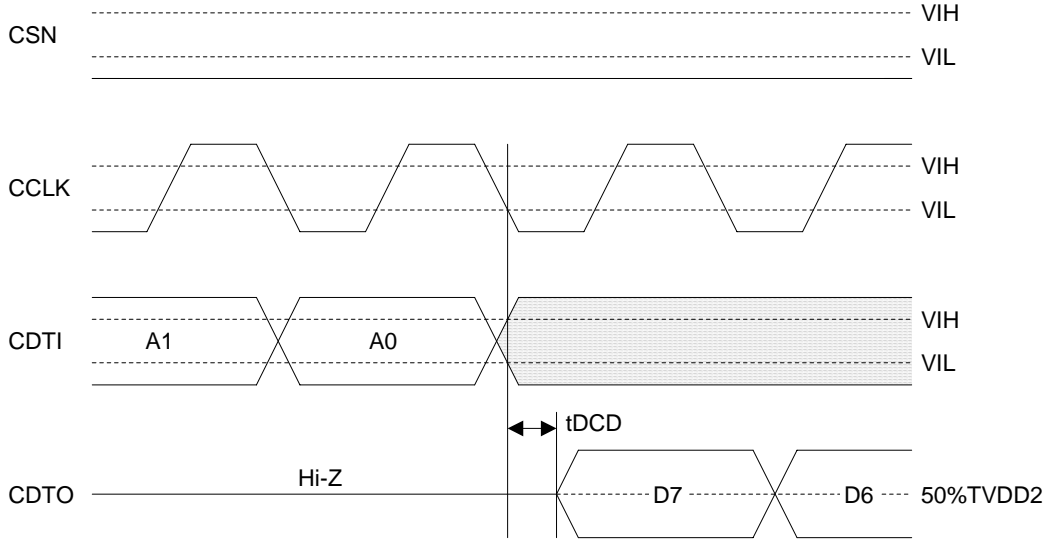 CSN
VIH
VIL
CCLK
VIH
VIL
CDTI
A1
A0
VIH
VIL
tDCD
CDTO
Hi-Z
D7
D6
50%TVDD2